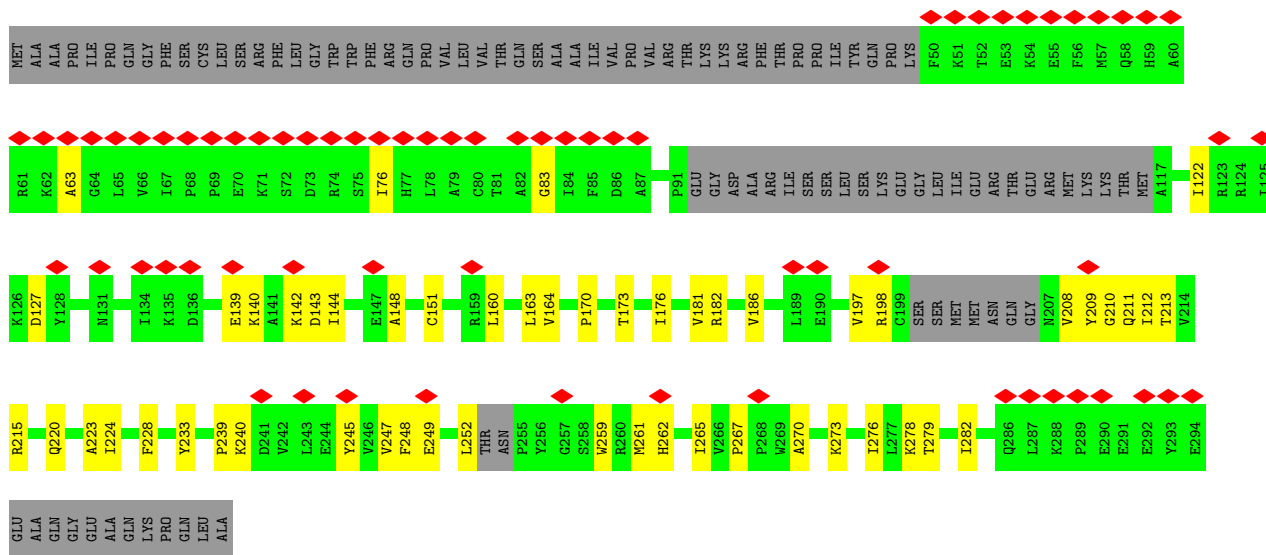 MET ALA ALA PRO ILE PRO GLN GLY PHE SER CYS LEU SER ARG PHE LEU GLY TRP TRP PHE ARG GLN PRO VAL LEU VAL THR GLN SER ALA ALA ILE VAL PRO VAL ARG THR LYS LYS ARG PHE THR PRO PRO ILE TYR GLN PRO LYS F50 K51 T52 E53 K54 E55 F56 M57 Q58 H59 A60
R61 K62 A63 G64 L65 V66 I67 P68 P69 E70 K71 S72 D73 R74 S75 I76 H77 L78 A79 C80 T81 A82 G83 I84 F85 D86 A87 P91 GLU GLY ASP ALA ARG ILE SER SER LEU SER LYS GLU GLY LEU ILE GLU ARG THR GLU ARG MET LYS LYS THR MET A117 I122 R123 R124 I125
K126 D127 Y128 N131 I134 K135 D136 E139 K140 A141 K142 D143 I144 E147 A148 C151 R159 L160 L163 V164 P170 T173 I176 V181 R182 V186 L189 E190 V197 R198 C199 SER SER MET MET ASN GLN GLY N207 V208 Y209 G210 Q211 I212 T213 V214
R215 Q220 A223 I224 F228 Y233 P239 K240 D241 V242 L243 E244 Y245 V246 V247 F248 E249 L252 THR ASN P255 Y256 G257 S258 W259 R260 M261 H262 I265 V266 P267 P268 W269 A270 K273 I276 L277 K278 T279 I282 Q286 L287 K288 P289 E290 E291 E292 Y293 E294
GLU ALA GLN GLY GLU ALA GLN LYS PRO GLN LEU ALA